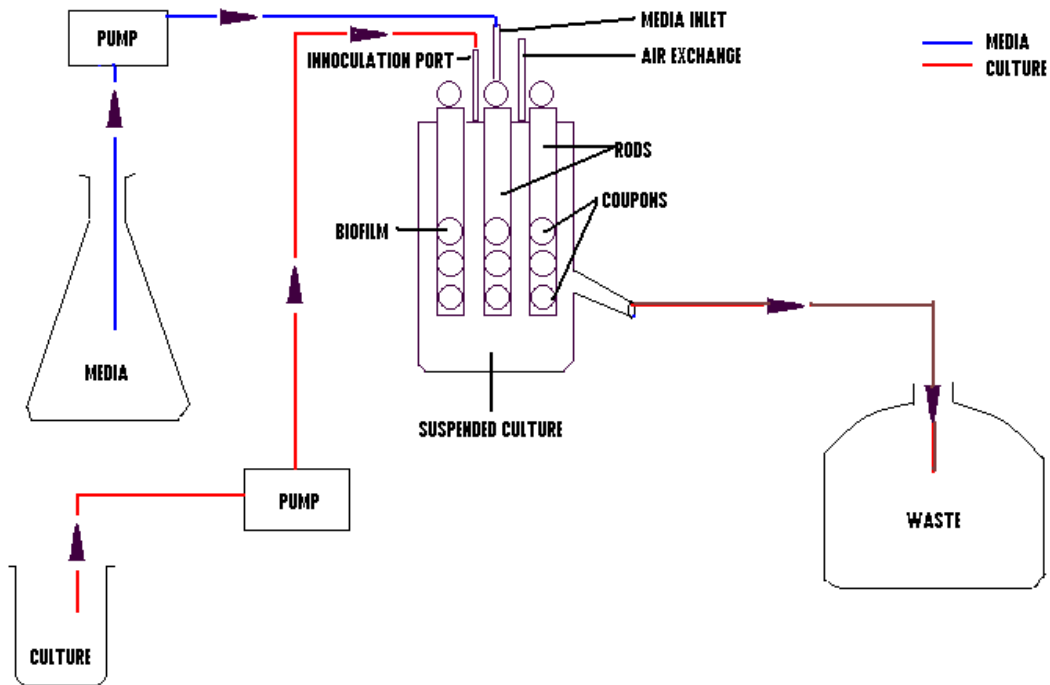 PUMP
MEDIA INLET
INNOCULATION PORT
AIR EXCHANGE
MEDIA
CULTURE
RODS
COUPONS
BIOFILM
MEDIA
SUSPENDED CULTURE
PUMP
WASTE
CULTURE